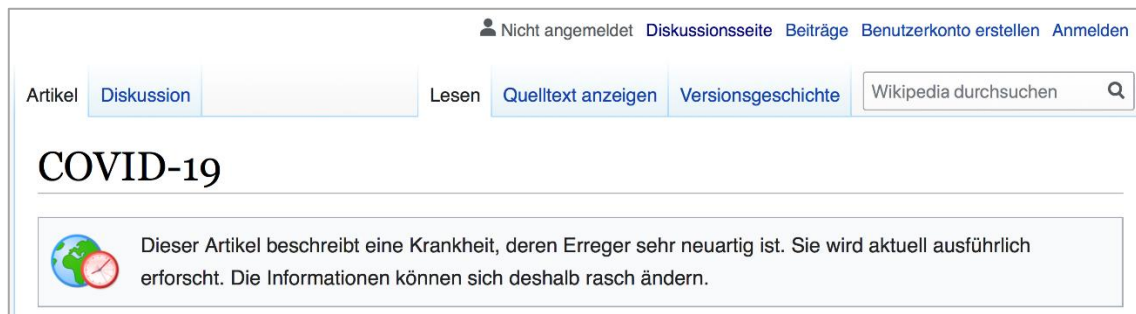 Nicht angemeldet Diskussionsseite Beiträge Benutzerkonto erstellen Anmelden
Artikel Diskussion Lesen Quelltext anzeigen Versionsgeschichte Wikipedia durchsuchen
COVID-19
Dieser Artikel beschreibt eine Krankheit, deren Erreger sehr neuartig ist. Sie wird aktuell ausführlich
erforscht. Die Informationen können sich deshalb rasch ändern.